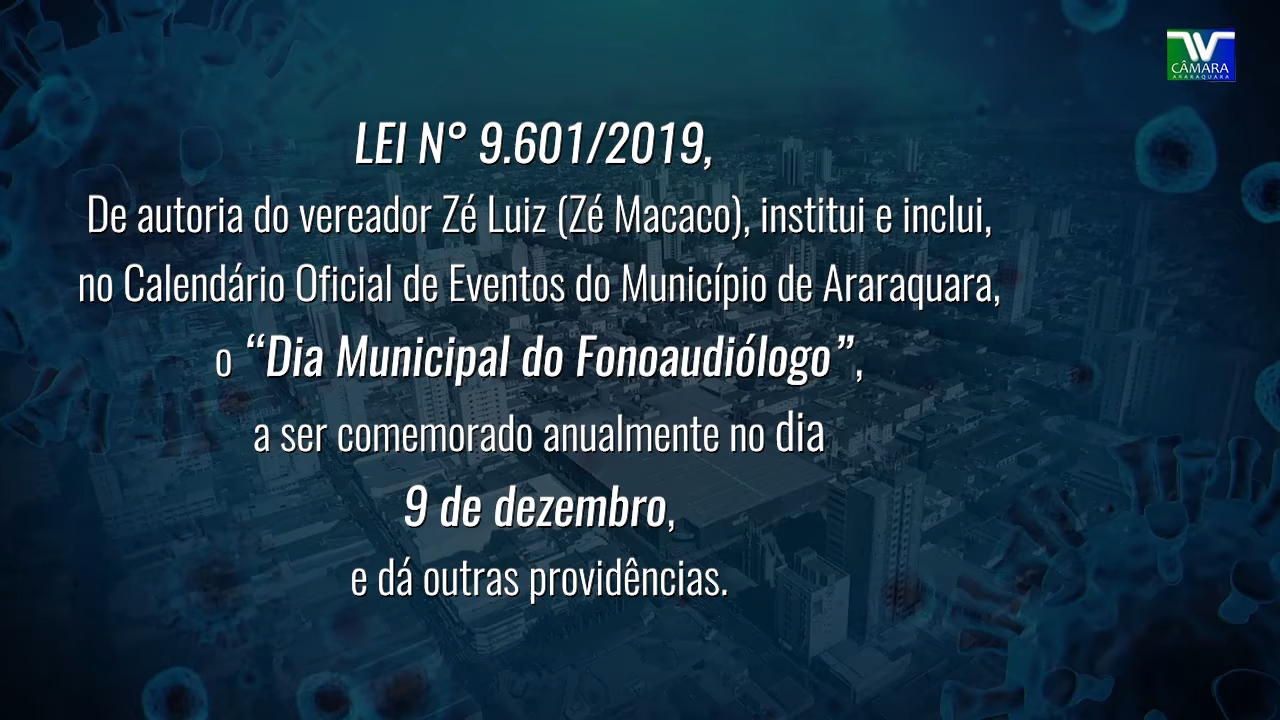 CÂMARA
ARARAQUARA
LEI N° 9.601/2019,
De autoria do vereador Zé Luiz (Zé Macaco), institui e inclui,
no Calendário Oficial de Eventos do Município de Araraquara,
o “Dia Municipal do Fonoaudiólogo”,
a ser comemorado anualmente no dia
9 de dezembro,
e dá outras providências.